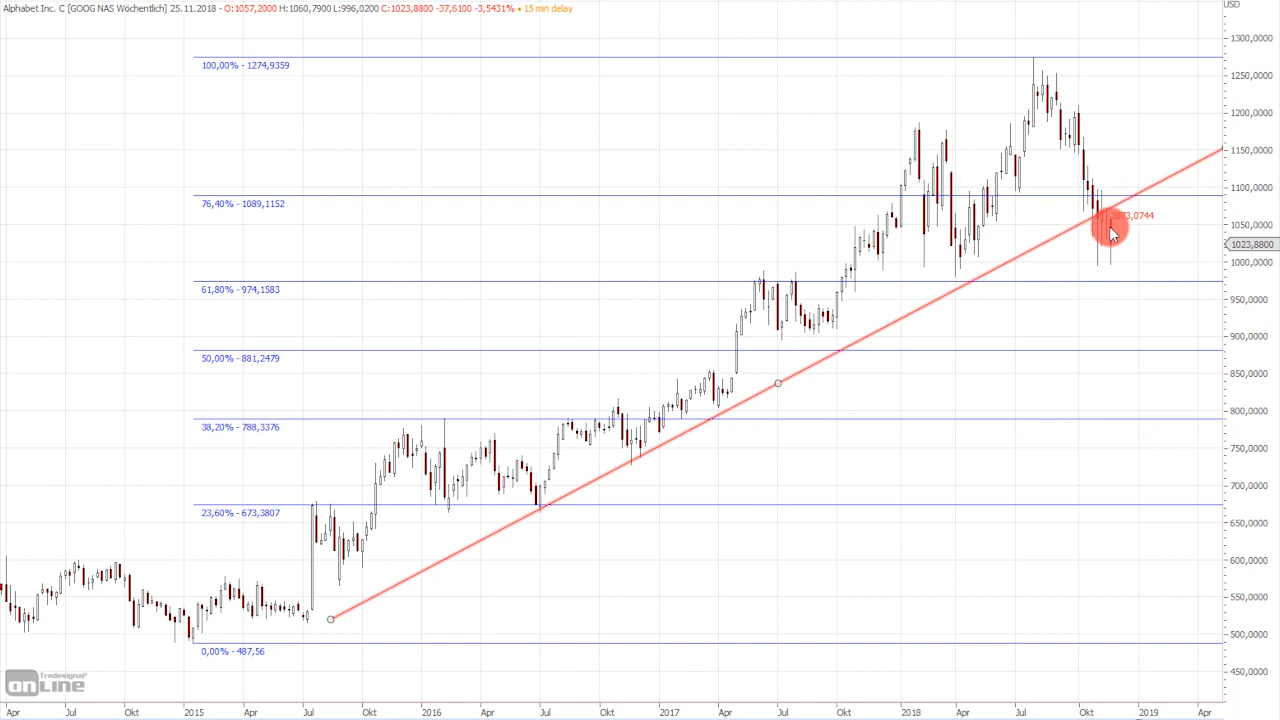 Alphabet Inc. C [GOOG NAS Wöchentlich] 25.11.2018 - O:1057,2000 H:1060,7900 L:996,0200 C:1023,8800 -37,6100 -3,5431% • 15 min delay
USD
1300,0000
100,00% - 1274,9359
1250,0000
1200,0000
1150,0000
1100,0000
76,40% - 1089,1152
1073,0744
1050,0000
1023,8800
1000,0000
61,80% - 974,1583
950,0000
900,0000
50,00% - 881,2479
850,0000
800,0000
38,20% - 788,3376
750,0000
700,0000
23,60% - 673,3807
650,0000
600,0000
550,0000
500,0000
0,00% - 487,56
450,0000
Tradesignal
onLine
Apr Jul Okt 2015 Apr Jul Okt 2016 Apr Jul Okt 2017 Apr Jul Okt 2018 Apr Jul Okt 2019 Apr